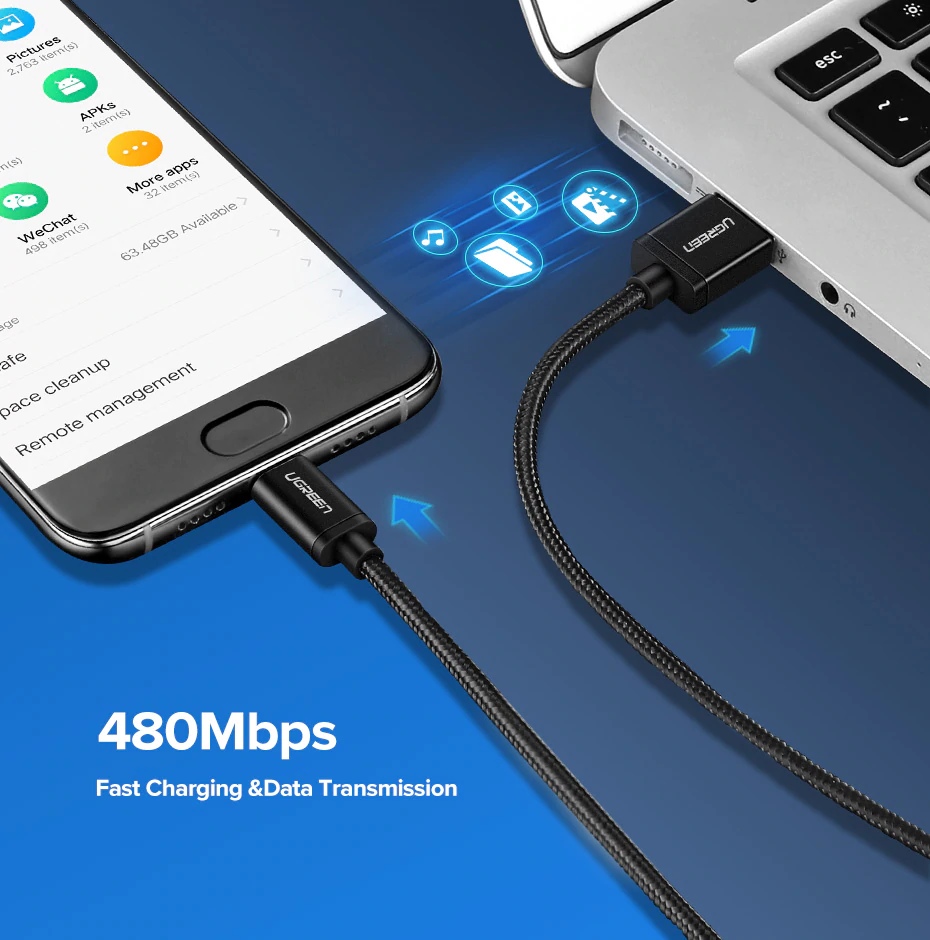 Pictures
2,763 item(s)
APKs
2 item(s)
More apps
32 item(s)
WeChat
498 item(s)
63.48GB Available
pace cleanup
Remote management
UGREEN
UGREEN
esc
~
480Mbps
Fast Charging &Data Transmission